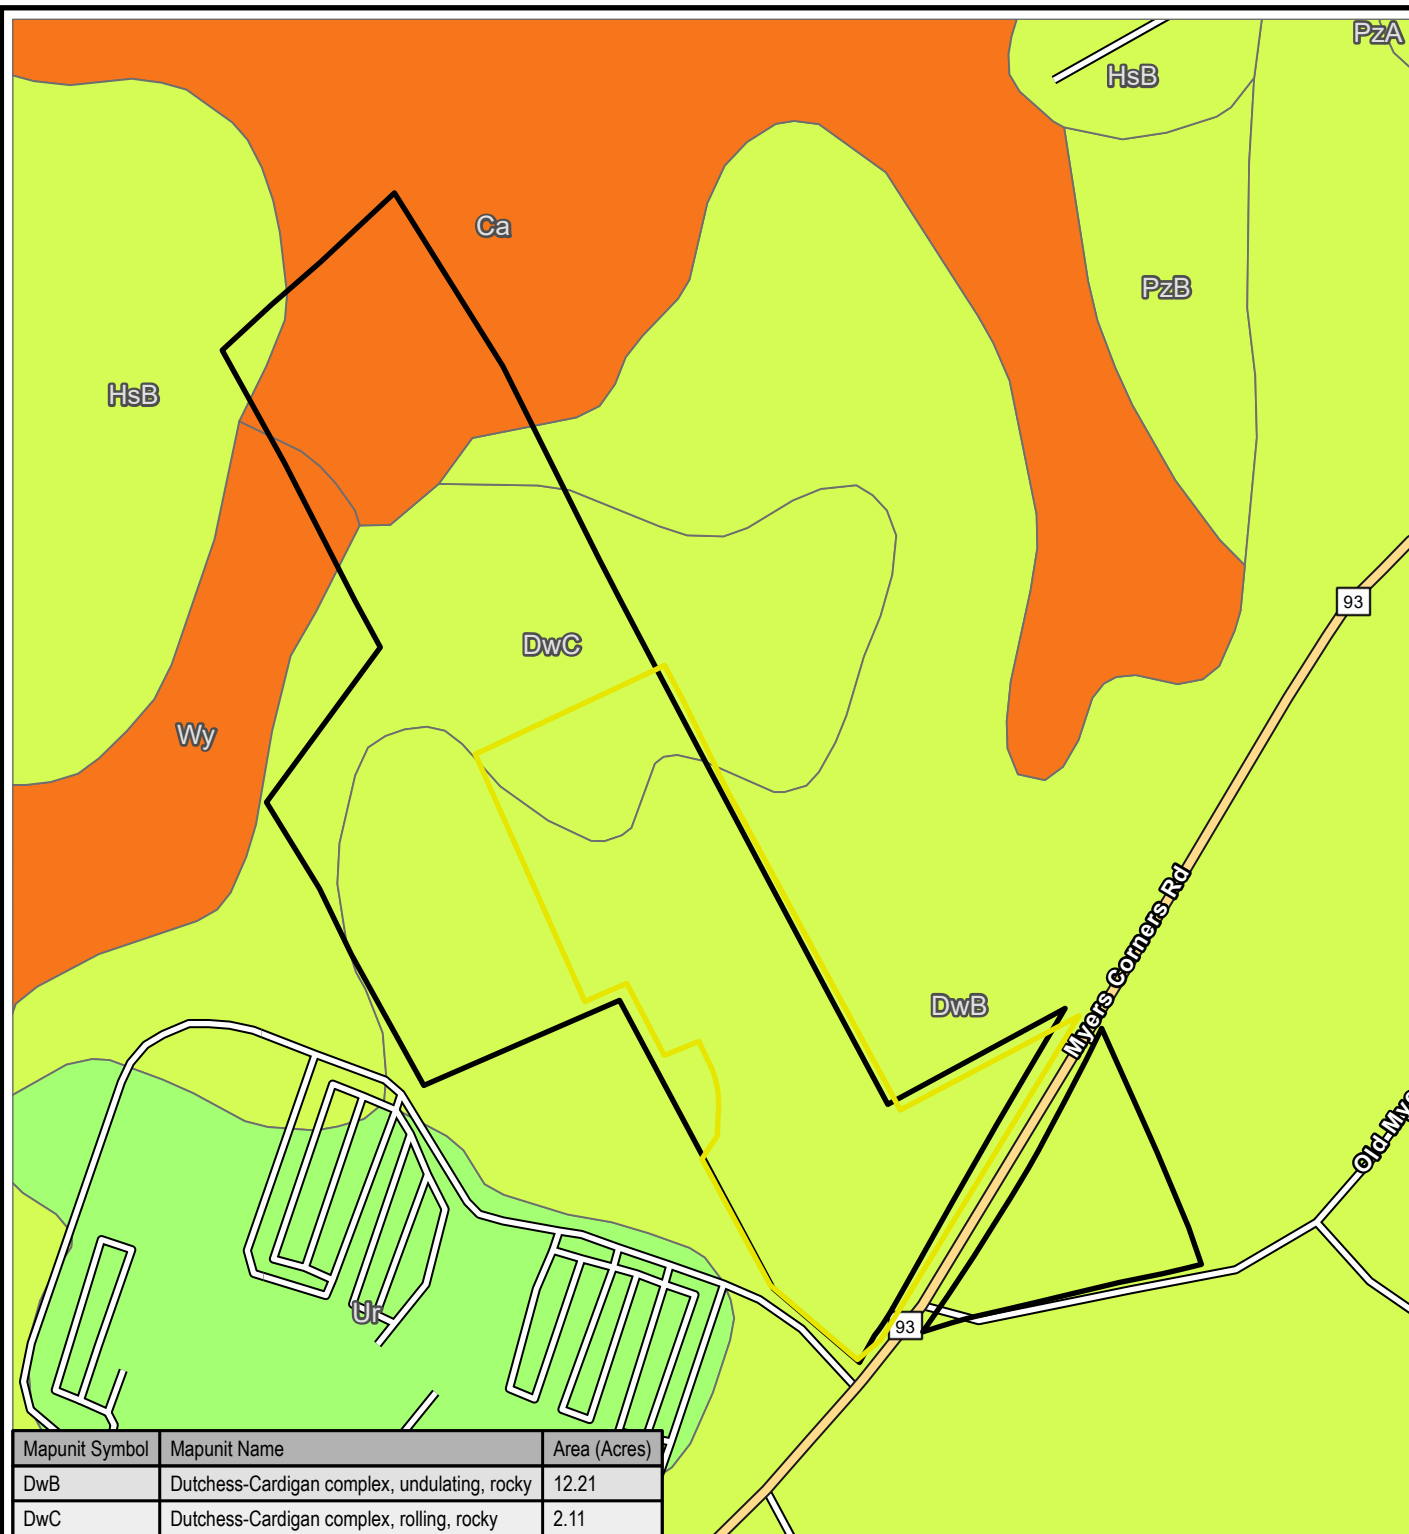 PzA
HsB
Ca
PzB
HsB
93
DwC
Wy
DwB
Myers Corners Rd
Old-Mye
Ur
93
Mapunit Symbol Mapunit Name Area (Acres)
DwB Dutchess-Cardigan complex, undulating, rocky 12.21
DwC Dutchess-Cardigan complex, rolling, rocky 2.11